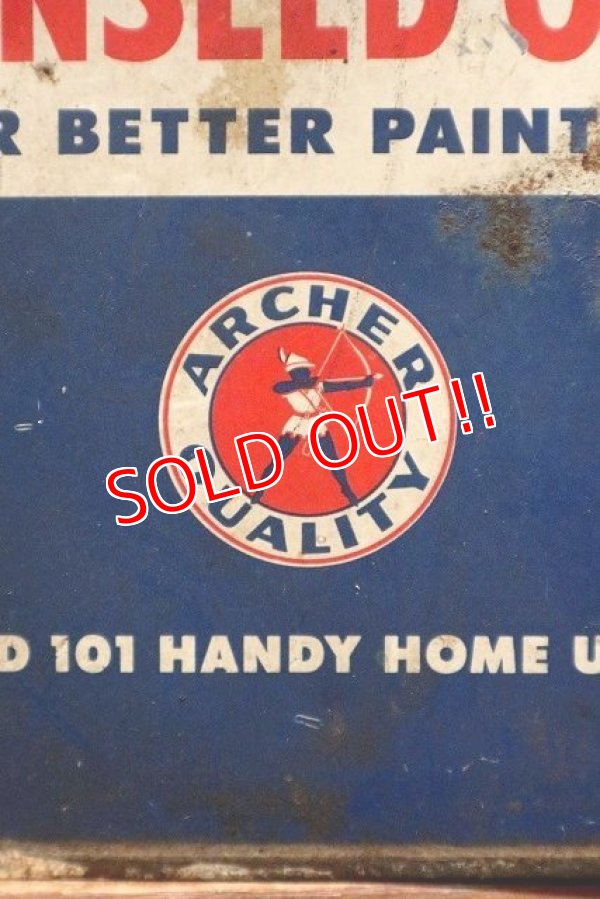 NSEED O
R BETTER PAINT
ARCHER
QUALITY
SOLD OUT!!
D 101 HANDY HOME U